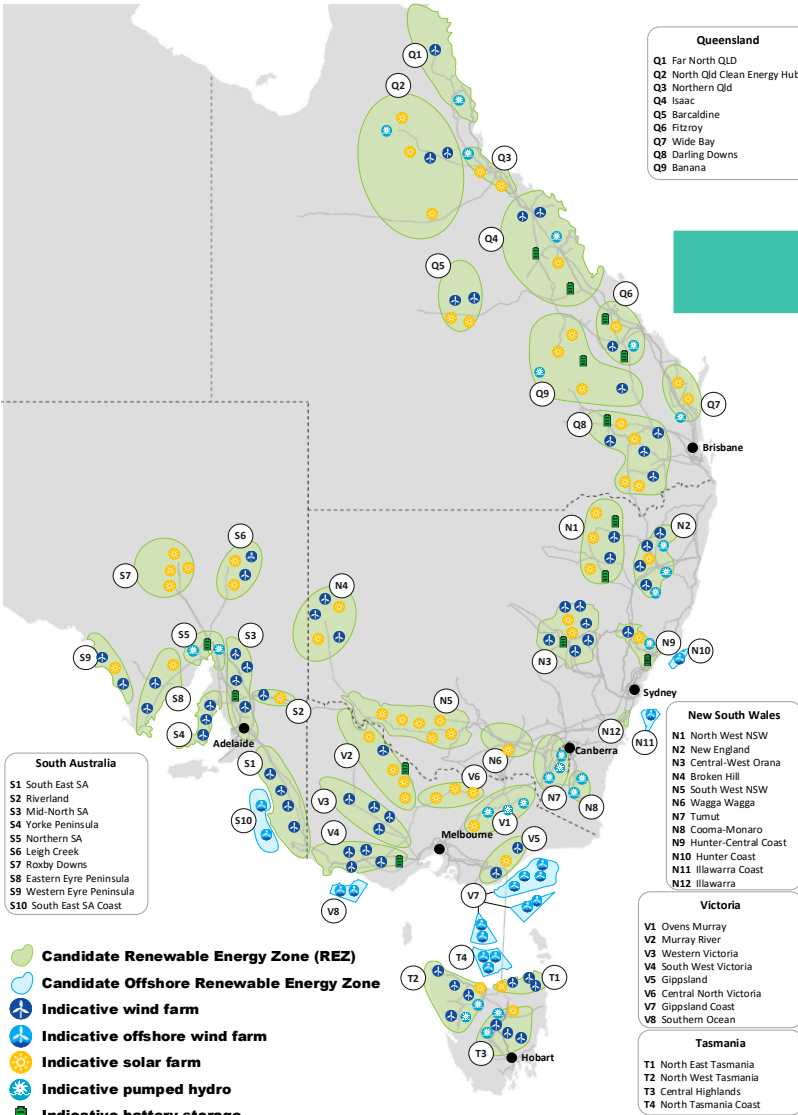 Queensland
Q1 Far North QLD
Q2 North Qld Clean Energy Hub
Q3 Northern Qld
Q4 Isaac
Q5 Barcaldine
Q6 Fitzroy
Q7 Wide Bay
Q8 Darling Downs
Q9 Banana
Q1
Q2
Q3
Q4
Q5
Q6
Q9
Q7
Q8
Brisbane
N1
N2
S6
S7
N4
S5
S3
S9
N3
N9
N10
S8
S2
N5
Sydney
S4
Adelaide
N12
N11
Canberra
S1
V2
N6
V6
N7
N8
V3
V1
S10
V4
Melbourne
V5
V7
V8
T4
T2
T1
T3
Hobart
New South Wales
N1 North West NSW
N2 New England
N3 Central-West Orana
N4 Broken Hill
N5 South West NSW
N6 Wagga Wagga
N7 Tumut
N8 Cooma-Monaro
N9 Hunter-Central Coast
N10 Hunter Coast
N11 Illawarra Coast
N12 Illawarra
South Australia
S1 South East SA
S2 Riverland
S3 Mid-North SA
S4 Yorke Peninsula
S5 Northern SA
S6 Leigh Creek
S7 Roxby Downs
S8 Eastern Eyre Peninsula
S9 Western Eyre Peninsula
S10 South East SA Coast
Victoria
V1 Ovens Murray
V2 Murray River
V3 Western Victoria
V4 South West Victoria
V5 Gippsland
V6 Central North Victoria
V7 Gippsland Coast
V8 Southern Ocean
Tasmania
T1 North East Tasmania
T2 North West Tasmania
T3 Central Highlands
T4 North Tasmania Coast
Candidate Renewable Energy Zone (REZ)
Candidate Offshore Renewable Energy Zone
Indicative wind farm
Indicative offshore wind farm
Indicative solar farm
Indicative pumped hydro
Indicative battery storage